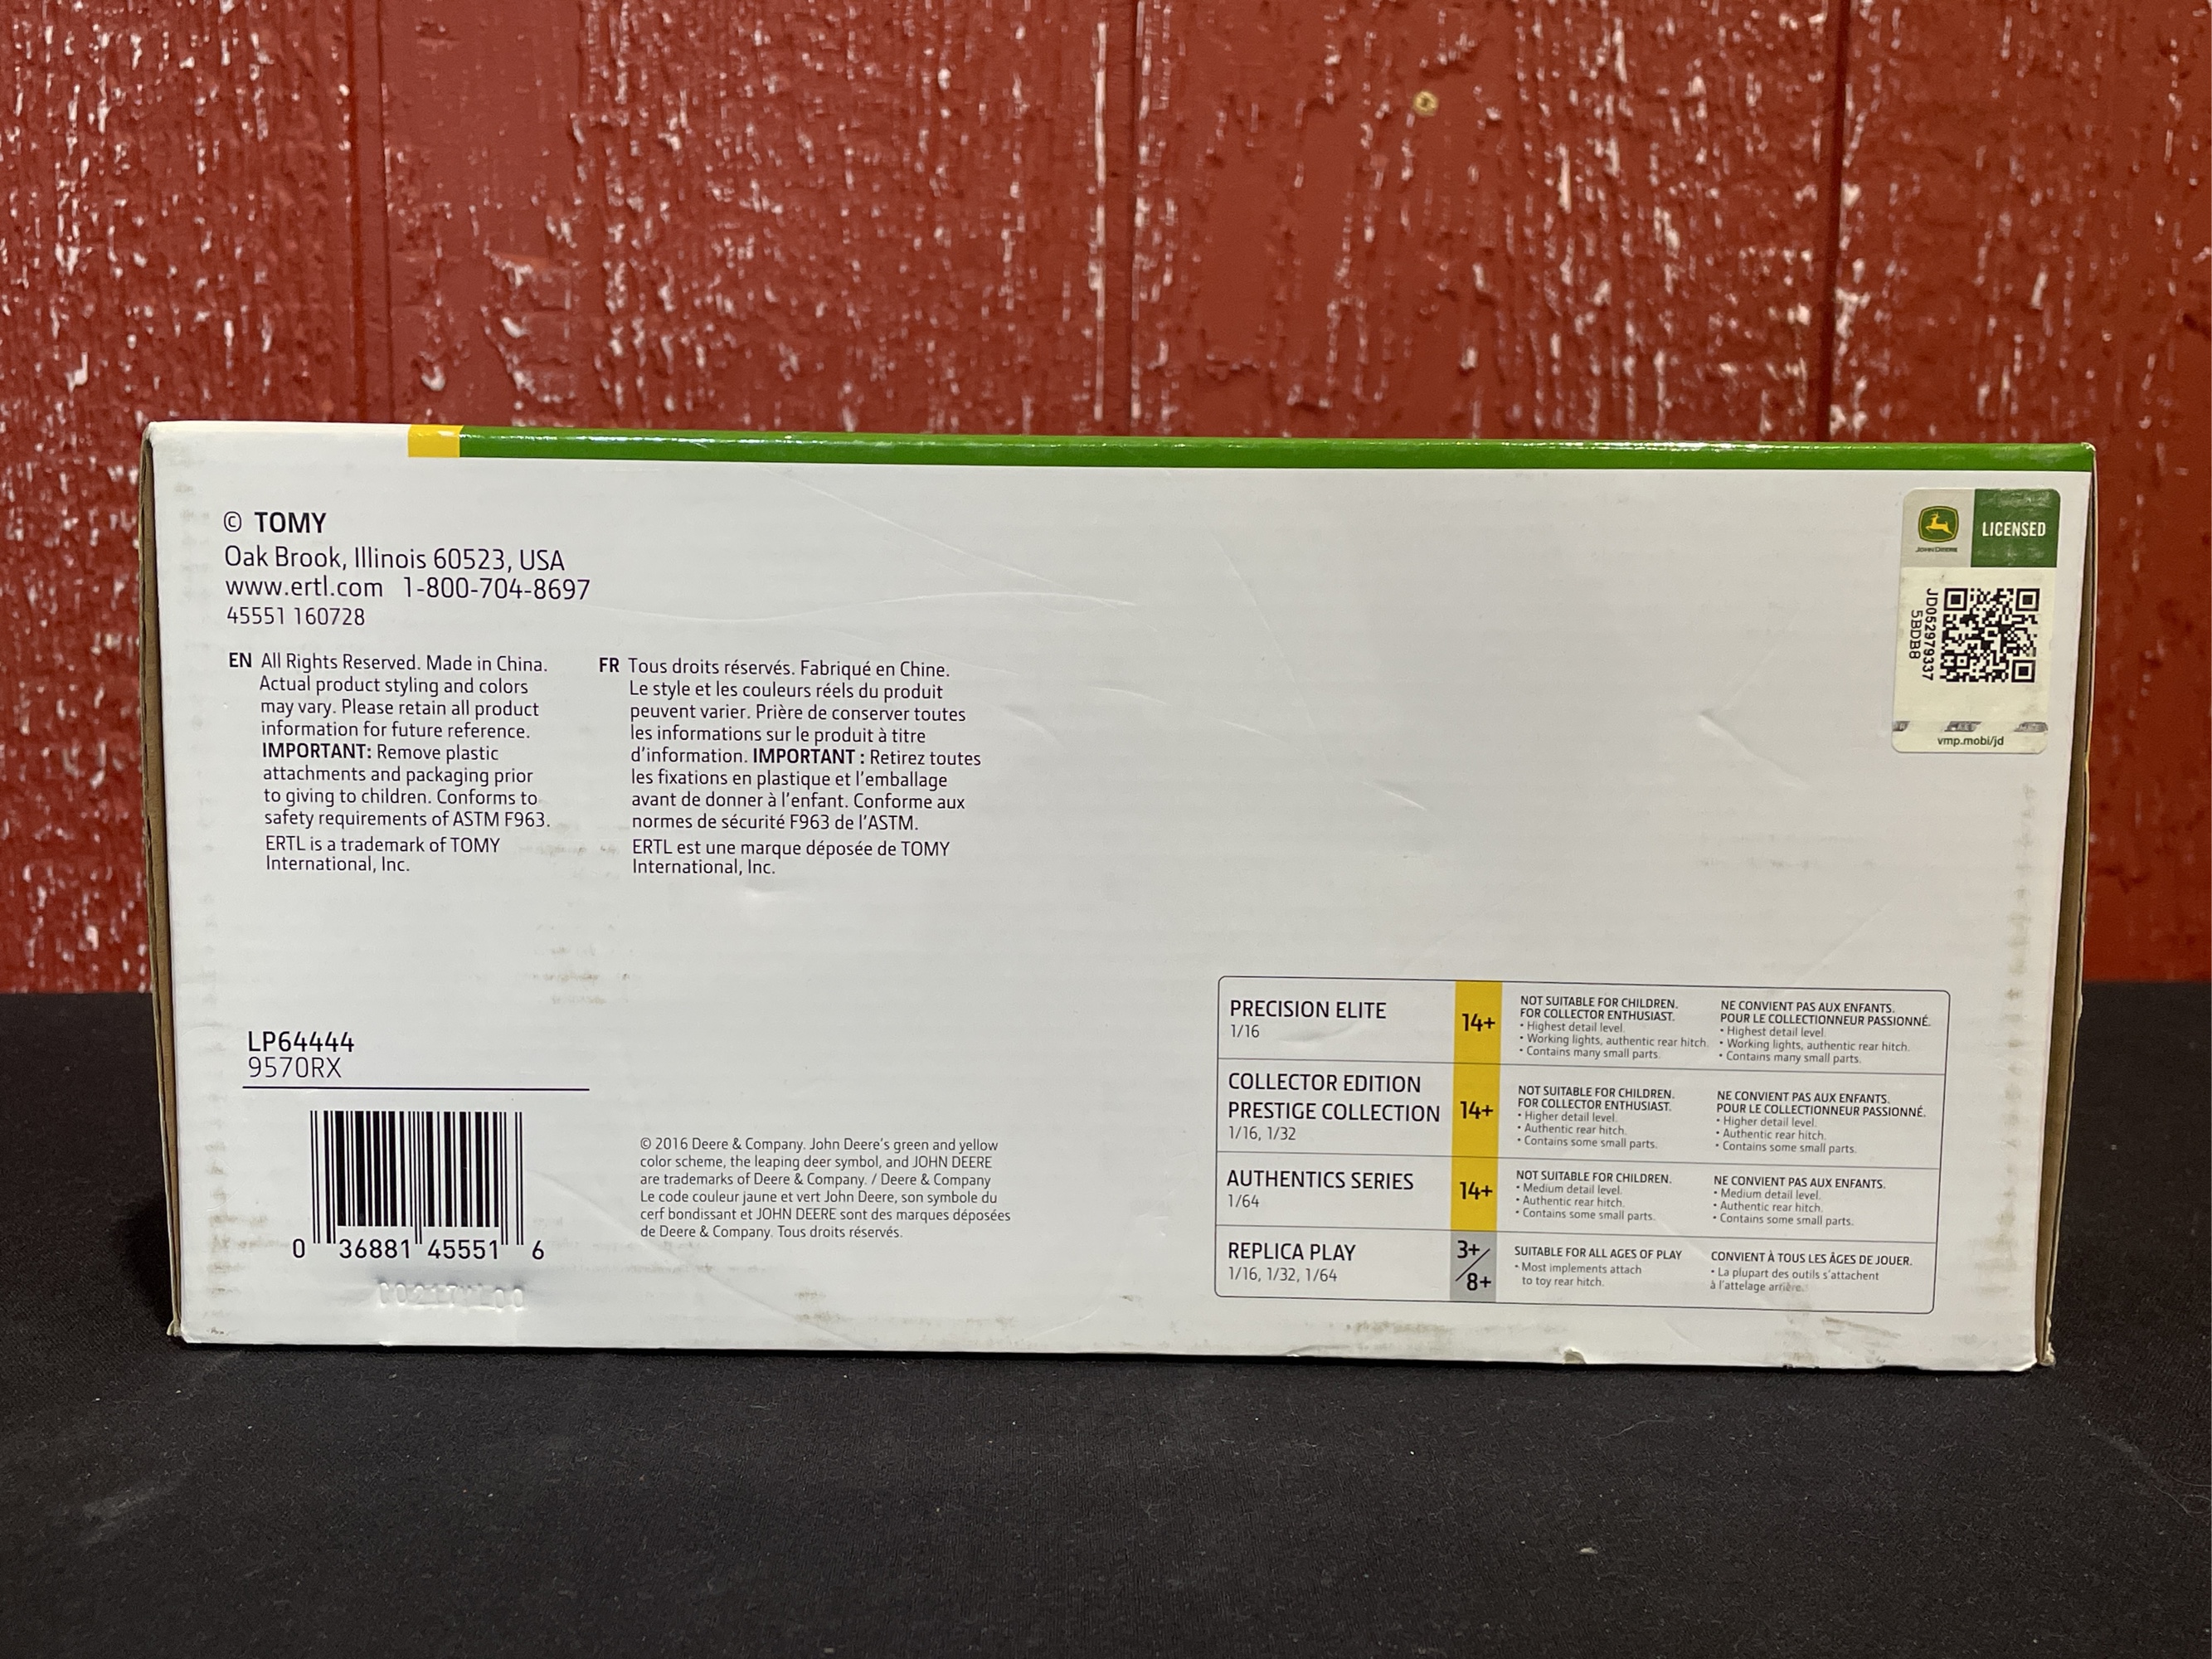 © TOMY
Oak Brook, Illinois 60523, USA
www.ertl.com 1-800-704-8697
45551 160728
EN All Rights Reserved. Made in China.
Actual product styling and colors
may vary. Please retain all product
information for future reference.
IMPORTANT: Remove plastic
attachments and packaging prior
to giving to children. Conforms to
safety requirements of ASTM F963.
ERTL is a trademark of TOMY
International, Inc.
FR Tous droits réservés. Fabriqué en Chine.
Le style et les couleurs réels du produit
peuvent varier. Prière de conserver toutes
les informations sur le produit à titre
d'information. IMPORTANT : Retirez toutes
les fixations en plastique et l'emballage
avant de donner à l'enfant. Conforme aux
normes de sécurité F963 de l'ASTM.
ERTL est une marque déposée de TOMY
International, Inc.
JOHN DEERE
LICENSED
JD052979337
5BDBB
vmp.mobi/jd
LP64444
9570RX
0 36881 45551 6
© 2016 Deere & Company. John Deere's green and yellow
color scheme, the leaping deer symbol, and JOHN DEERE
are trademarks of Deere & Company. / Deere & Company
Le code couleur jaune et vert John Deere, son symbole du
cerf bondissant et JOHN DEERE sont des marques déposées
de Deere & Company. Tous droits réservés.
PRECISION ELITE
1/16
14+
NOT SUITABLE FOR CHILDREN.
FOR COLLECTOR ENTHUSIAST.
• Highest detail level.
• Working lights, authentic rear hitch.
• Contains many small parts.
NE CONVIENT PAS AUX ENFANTS.
POUR LE COLLECTIONNEUR PASSIONNÉ.
• Highest detail level.
• Working lights, authentic rear hitch.
• Contains many small parts.
COLLECTOR EDITION
PRESTIGE COLLECTION
1/16, 1/32
14+
NOT SUITABLE FOR CHILDREN.
FOR COLLECTOR ENTHUSIAST.
• Higher detail level.
• Authentic rear hitch.
• Contains some small parts.
NE CONVIENT PAS AUX ENFANTS.
POUR LE COLLECTIONNEUR PASSIONNÉ.
• Higher detail level.
• Authentic rear hitch.
• Contains some small parts.
AUTHENTICS SERIES
1/64
14+
NOT SUITABLE FOR CHILDREN.
• Medium detail level.
• Authentic rear hitch.
• Contains some small parts.
NE CONVIENT PAS AUX ENFANTS.
• Medium detail level.
• Authentic rear hitch.
• Contains some small parts.
REPLICA PLAY
1/16, 1/32, 1/64
3+/8+
SUITABLE FOR ALL AGES OF PLAY
• Most implements attach
to toy rear hitch.
CONVIENT À TOUS LES ÂGES DE JOUER.
• La plupart des outils s'attachent
à l'attelage arrière.